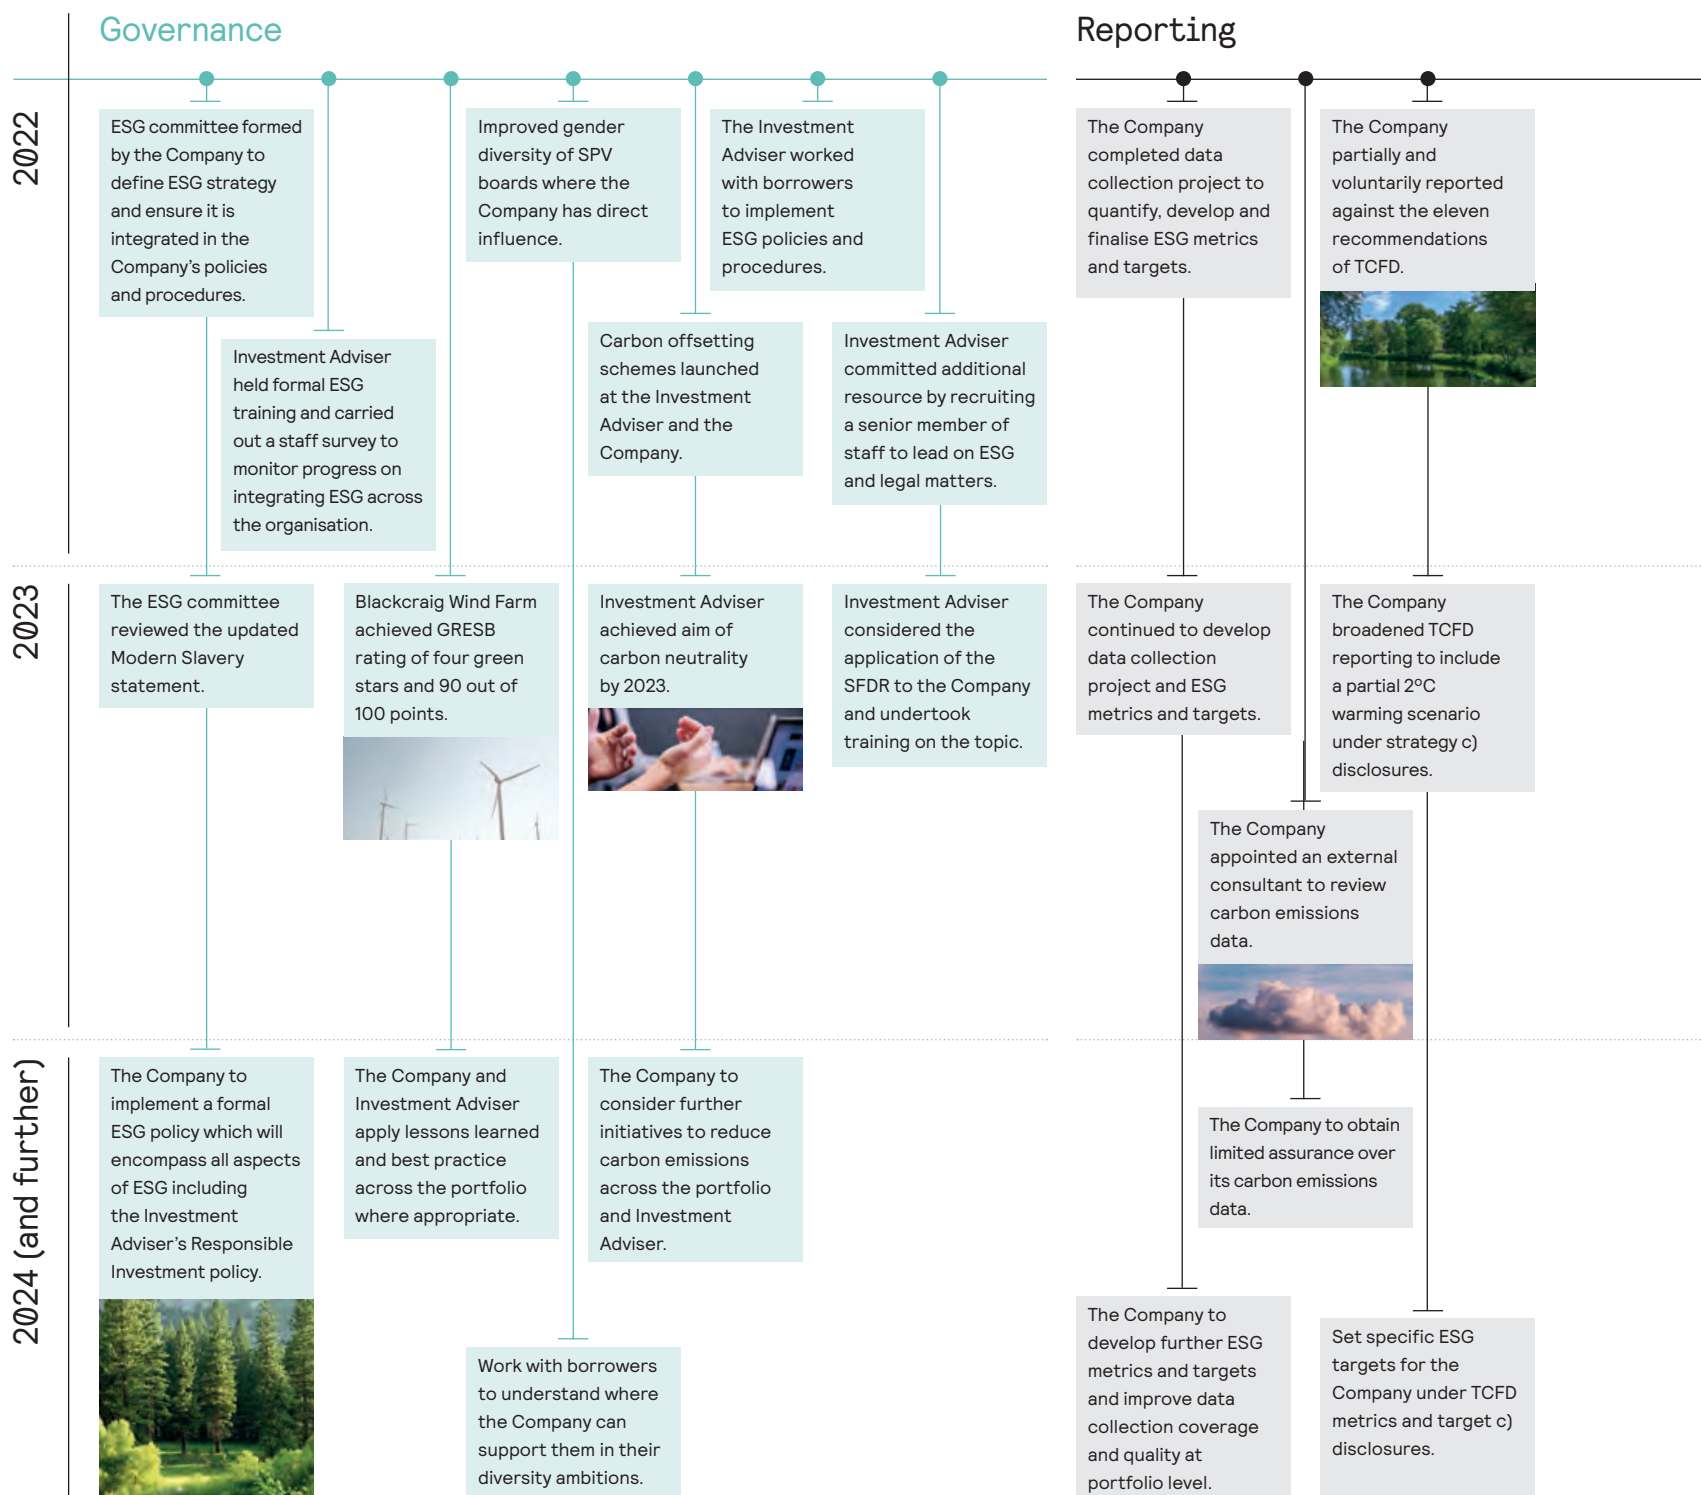 Governance
Reporting
2022
ESG committee formed
by the Company to
define ESG strategy
and ensure it is
integrated in the
Company's policies
and procedures.
Investment Adviser
held formal ESG
training and carried
out a staff survey to
monitor progress on
integrating ESG across
the organisation.
Improved gender
diversity of SPV
boards where the
Company has direct
influence.
Carbon offsetting
schemes launched
at the Investment
Adviser and the
Company.
The Investment
Adviser worked
with borrowers
to implement
ESG policies and
procedures.
Investment Adviser
committed additional
resource by recruiting
a senior member of
staff to lead on ESG
and legal matters.
The Company
completed data
collection project to
quantify, develop and
finalise ESG metrics
and targets.
The Company
partially and
voluntarily reported
against the eleven
recommendations
of TCFD.
2023
The ESG committee
reviewed the updated
Modern Slavery
statement.
Blackcraig Wind Farm
achieved GRESB
rating of four green
stars and 90 out of
100 points.
Investment Adviser
achieved aim of
carbon neutrality
by 2023.
Investment Adviser
considered the
application of the
SFDR to the Company
and undertook
training on the topic.
The Company
continued to develop
data collection
project and ESG
metrics and targets.
The Company
appointed an external
consultant to review
carbon emissions
data.
The Company
broadened TCFD
reporting to include
a partial 2ºC
warming scenario
under strategy c)
disclosures.
2024 (and further)
The Company to
implement a formal
ESG policy which will
encompass all aspects
of ESG including
the Investment
Adviser's Responsible
Investment policy.
The Company and
Investment Adviser
apply lessons learned
and best practice
across the portfolio
where appropriate.
Work with borrowers
to understand where
the Company can
support them in their
diversity ambitions.
The Company to
consider further
initiatives to reduce
carbon emissions
across the portfolio
and Investment
Adviser.
The Company to
develop further ESG
metrics and targets
and improve data
collection coverage
and quality at
portfolio level.
The Company to obtain
limited assurance over
its carbon emissions
data.
Set specific ESG
targets for the
Company under TCFD
metrics and target c)
disclosures.